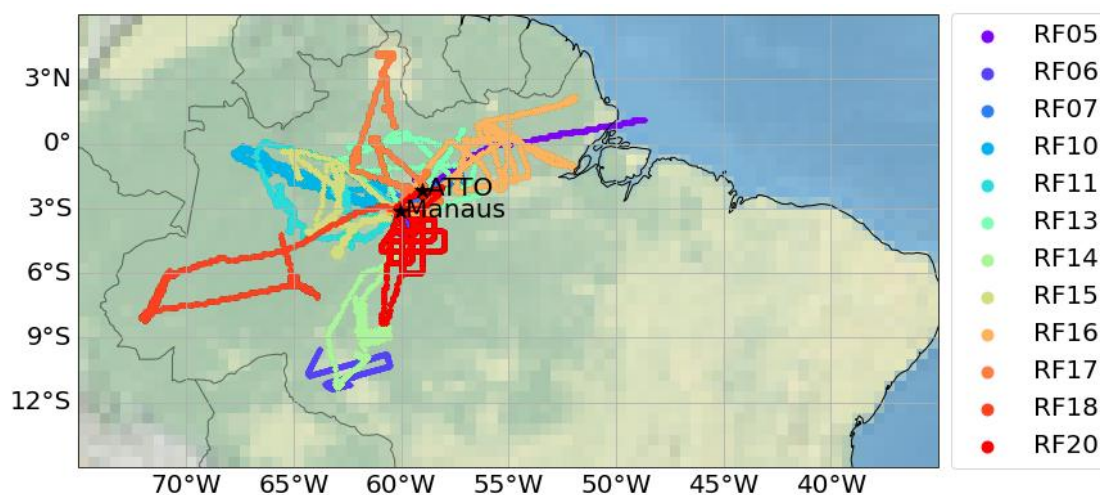 3°N
0°
3°S
6°S
9°S
12°S
70°W 65°W 60°W 55°W 50°W 45°W 40°W
ATTO
Manaus
RF05
RF06
RF07
RF10
RF11
RF13
RF14
RF15
RF16
RF17
RF18
RF20